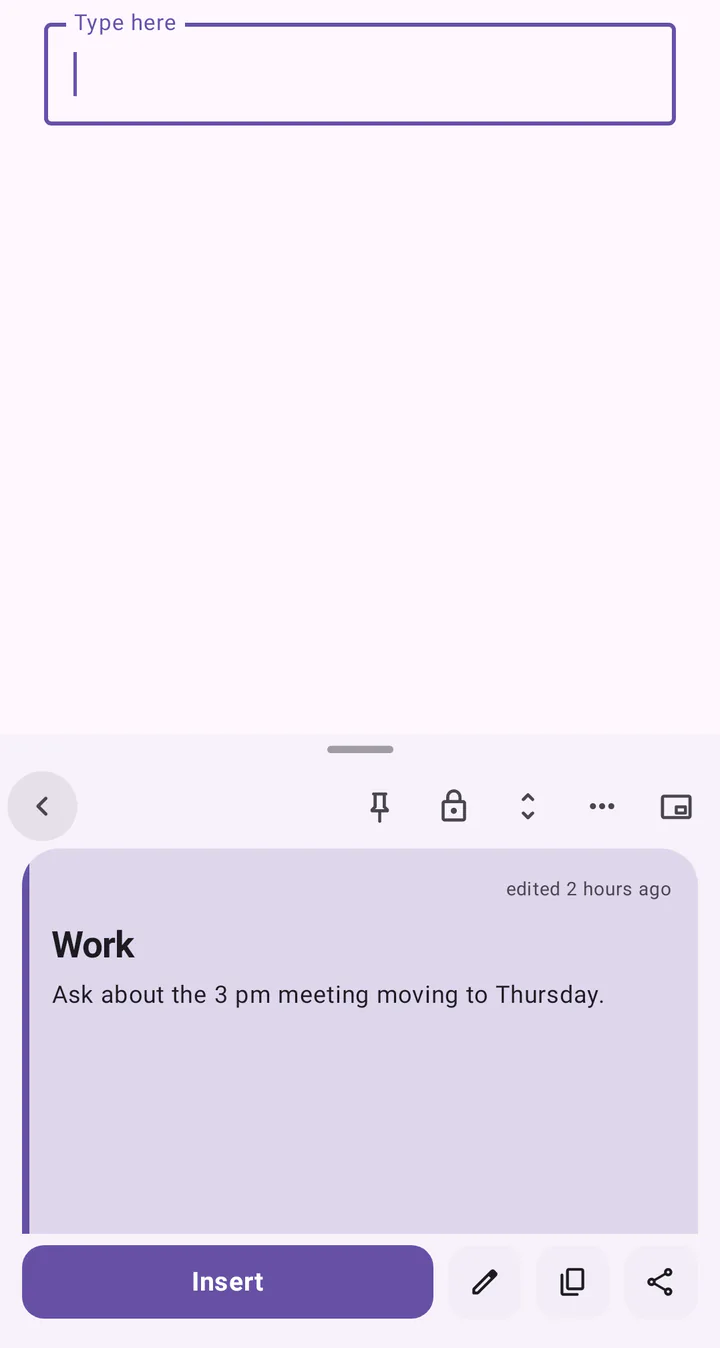 Type here
edited 2 hours ago
Work
Ask about the 3 pm meeting moving to Thursday.
Insert